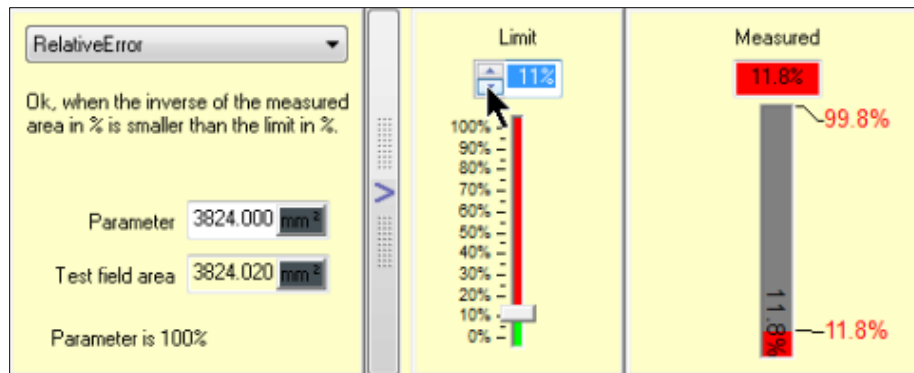 RelativeError
Ok, when the inverse of the measured
area in % is smaller than the limit in %.
Parameter 3824.000 mm²
Test field area 3824.020 mm²
Parameter is 100%
>
Limit
11%
100%
90%
80%
70%
60%
50%
40%
30%
20%
10%
0%
Measured
11.8%
99.8%
11.8%
11.8%